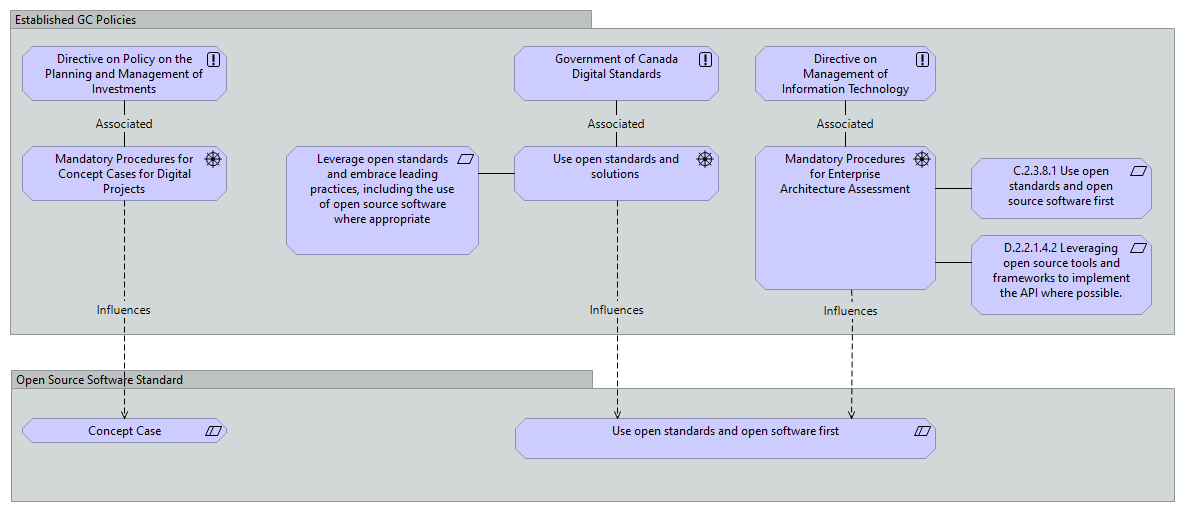 Established GC Policies
Directive on Policy on the
Planning and Management of
Investments
Government of Canada
Digital Standards
Directive on
Management of
Information Technology
Associated
Associated
Associated
Mandatory Procedures for
Concept Cases for Digital
Projects
Leverage open standards
and embrace leading
practices, including the use
of open source software
where appropriate
Use open standards and
solutions
Mandatory Procedures
for Enterprise
Architecture Assessment
C.2.3.8.1 Use open
standards and open
source software first
D.2.2.1.4.2 Leveraging
open source tools and
frameworks to implement
the API where possible.
Influences
Influences
Influences
Open Source Software Standard
Concept Case
Use open standards and open software first